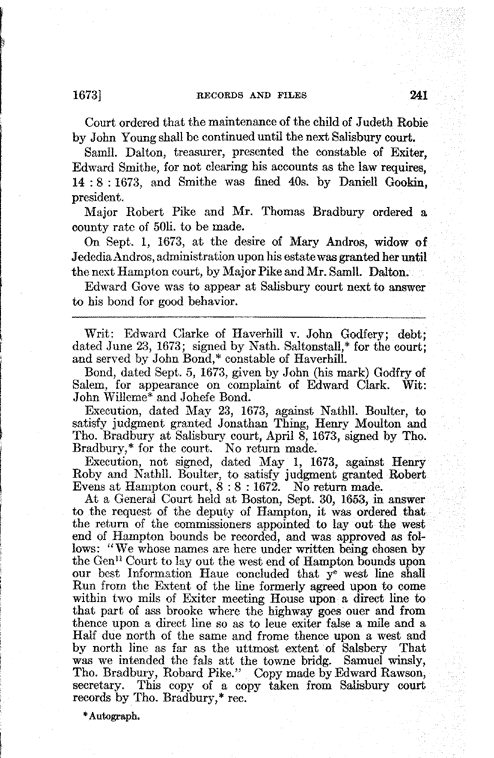 1673] RECORDS AND FILES 241
Court ordered that the maintenance of the child of Judeth Robie
by John Young shall be continued until the next Salisbury court.
Samll. Dalton, treasurer, presented the constable of Exiter,
Edward Smithe, for not clearing his accounts as the law requires,
14 : 8 : 1673, and Smithe was fined 40s. by Daniell Gookin,
president.
Major Robert Pike and Mr. Thomas Bradbury ordered a
county rate of 50li. to be made.
On Sept. 1, 1673, at the desire of Mary Andros, widow of
Jededia Andros, administration upon his estate was granted her until
the next Hampton court, by Major Pike and Mr. Samll. Dalton.
Edward Gove was to appear at Salisbury court next to answer
to his bond for good behavior.
Writ: Edward Clarke of Haverhill v. John Godfery; debt;
dated June 23, 1673; signed by Nath. Saltonstall,* for the court;
and served by John Bond,* constable of Haverhill.
Bond, dated Sept. 5, 1673, given by John (his mark) Godfry of
Salem, for appearance on complaint of Edward Clark. Wit:
John Willeme* and Johefe Bond.
Execution, dated May 23, 1673, against Nathll. Boulter, to
satisfy judgment granted Jonathan Thing, Henry Moulton and
Tho. Bradbury at Salisbury court, April 8, 1673, signed by Tho.
Bradbury,* for the court. No return made.
Execution, not signed, dated May 1, 1673, against Henry
Roby and Nathll. Boulter, to satisfy judgment granted Robert
Evens at Hampton court, 8 : 8 : 1672. No return made.
At a General Court held at Boston, Sept. 30, 1653, in answer
to the request of the deputy of Hampton, it was ordered that
the return of the commissioners appointed to lay out the west
end of Hampton bounds be recorded, and was approved as fol-
lows: "We whose names are here under written being chosen by
the Genˡˡ Court to lay out the west end of Hampton bounds upon
our best Information Haue concluded that yᵉ west line shall
Run from the Extent of the line formerly agreed upon to come
within two mils of Exiter meeting House upon a direct line to
that part of ass brooke where the highway goes ouer and from
thence upon a direct line so as to leue exiter false a mile and a
Half due north of the same and frome thence upon a west and
by north line as far as the uttmost extent of Salsbery That
was we intended the fals att the towne bridg. Samuel winsly,
Tho. Bradbury, Robard Pike." Copy made by Edward Rawson,
secretary. This copy of a copy taken from Salisbury court
records by Tho. Bradbury,* rec.
*Autograph.